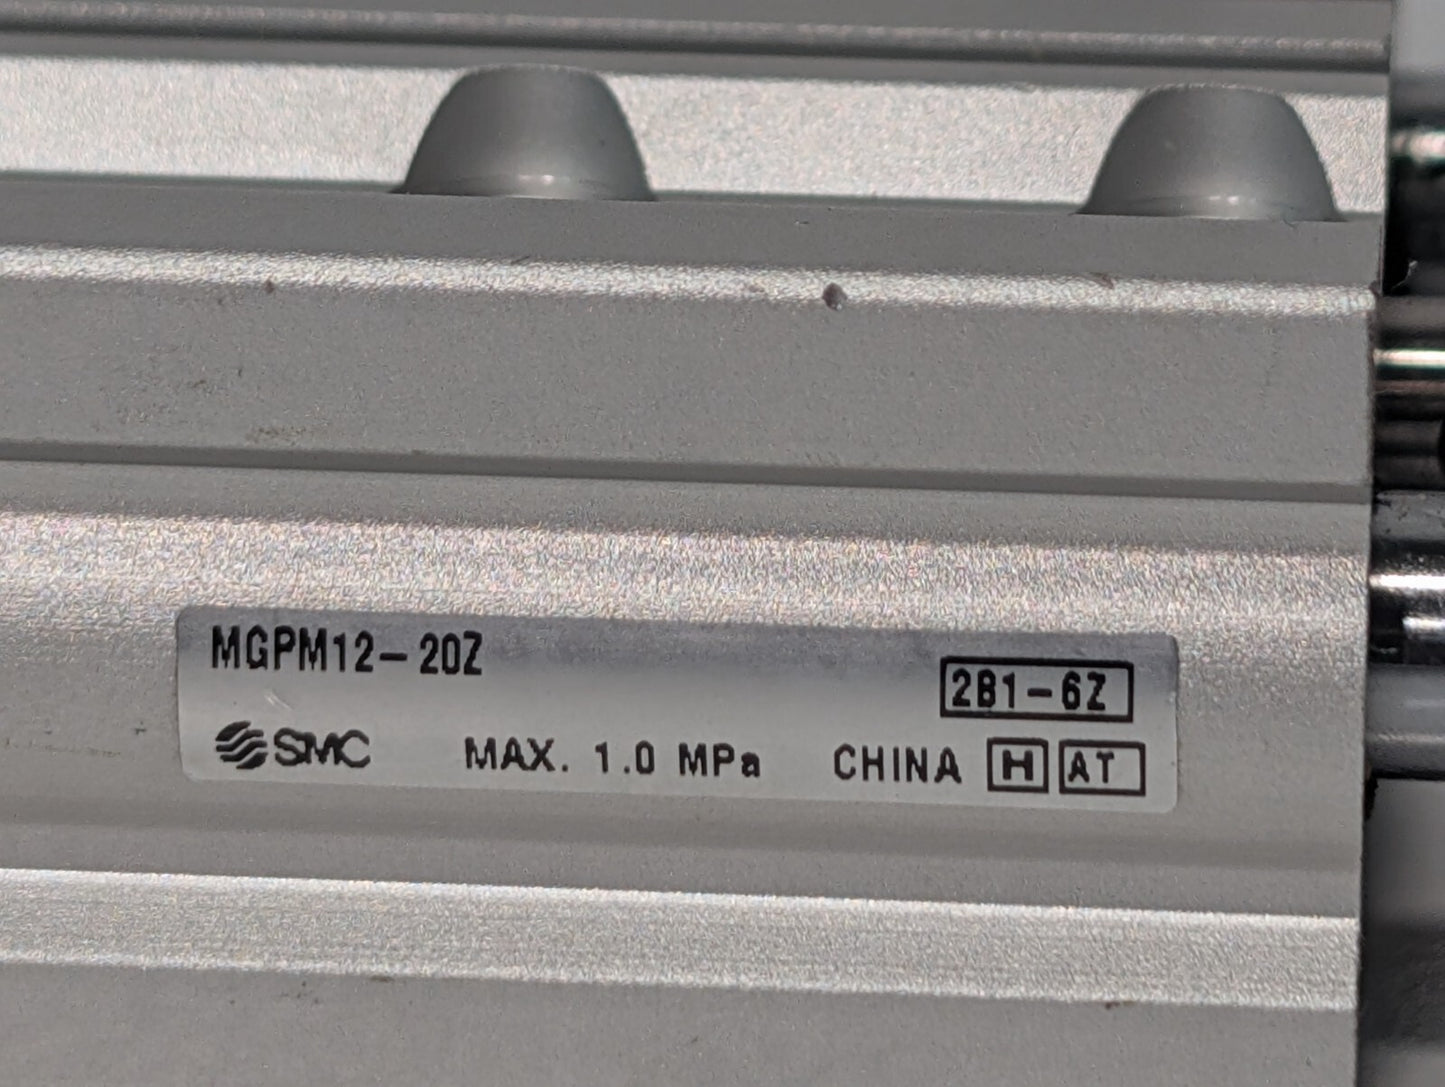 MGPM12-20Z
2B1-6Z
SMC MAX. 1.0 MPa CHINA H AT